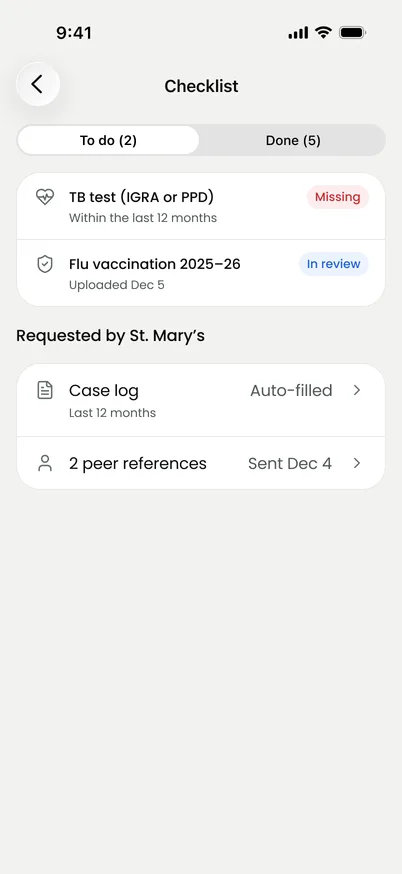 9:41
Checklist
To do (2)
Done (5)
TB test (IGRA or PPD)
Missing
Within the last 12 months
Flu vaccination 2025–26
In review
Uploaded Dec 5
Requested by St. Mary’s
Case log
Auto-filled
Last 12 months
2 peer references
Sent Dec 4